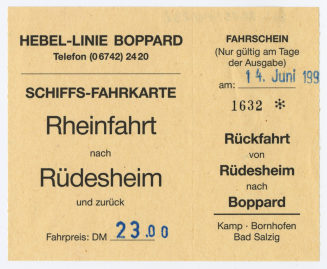 HEBEL-LINIE BOPPARD
Telefon (06742) 2420
SCHIFFS-FAHRKARTE
Rheinfahrt
nach
Rüdesheim
und zurück
Fahrpreis: DM 23.00
FAHRSCHEIN
(Nur gültig am Tage
der Ausgabe)
am: 14. Juni 199
1632 *
Rückfahrt
von
Rüdesheim
nach
Boppard
Kamp · Bornhofen
Bad Salzig